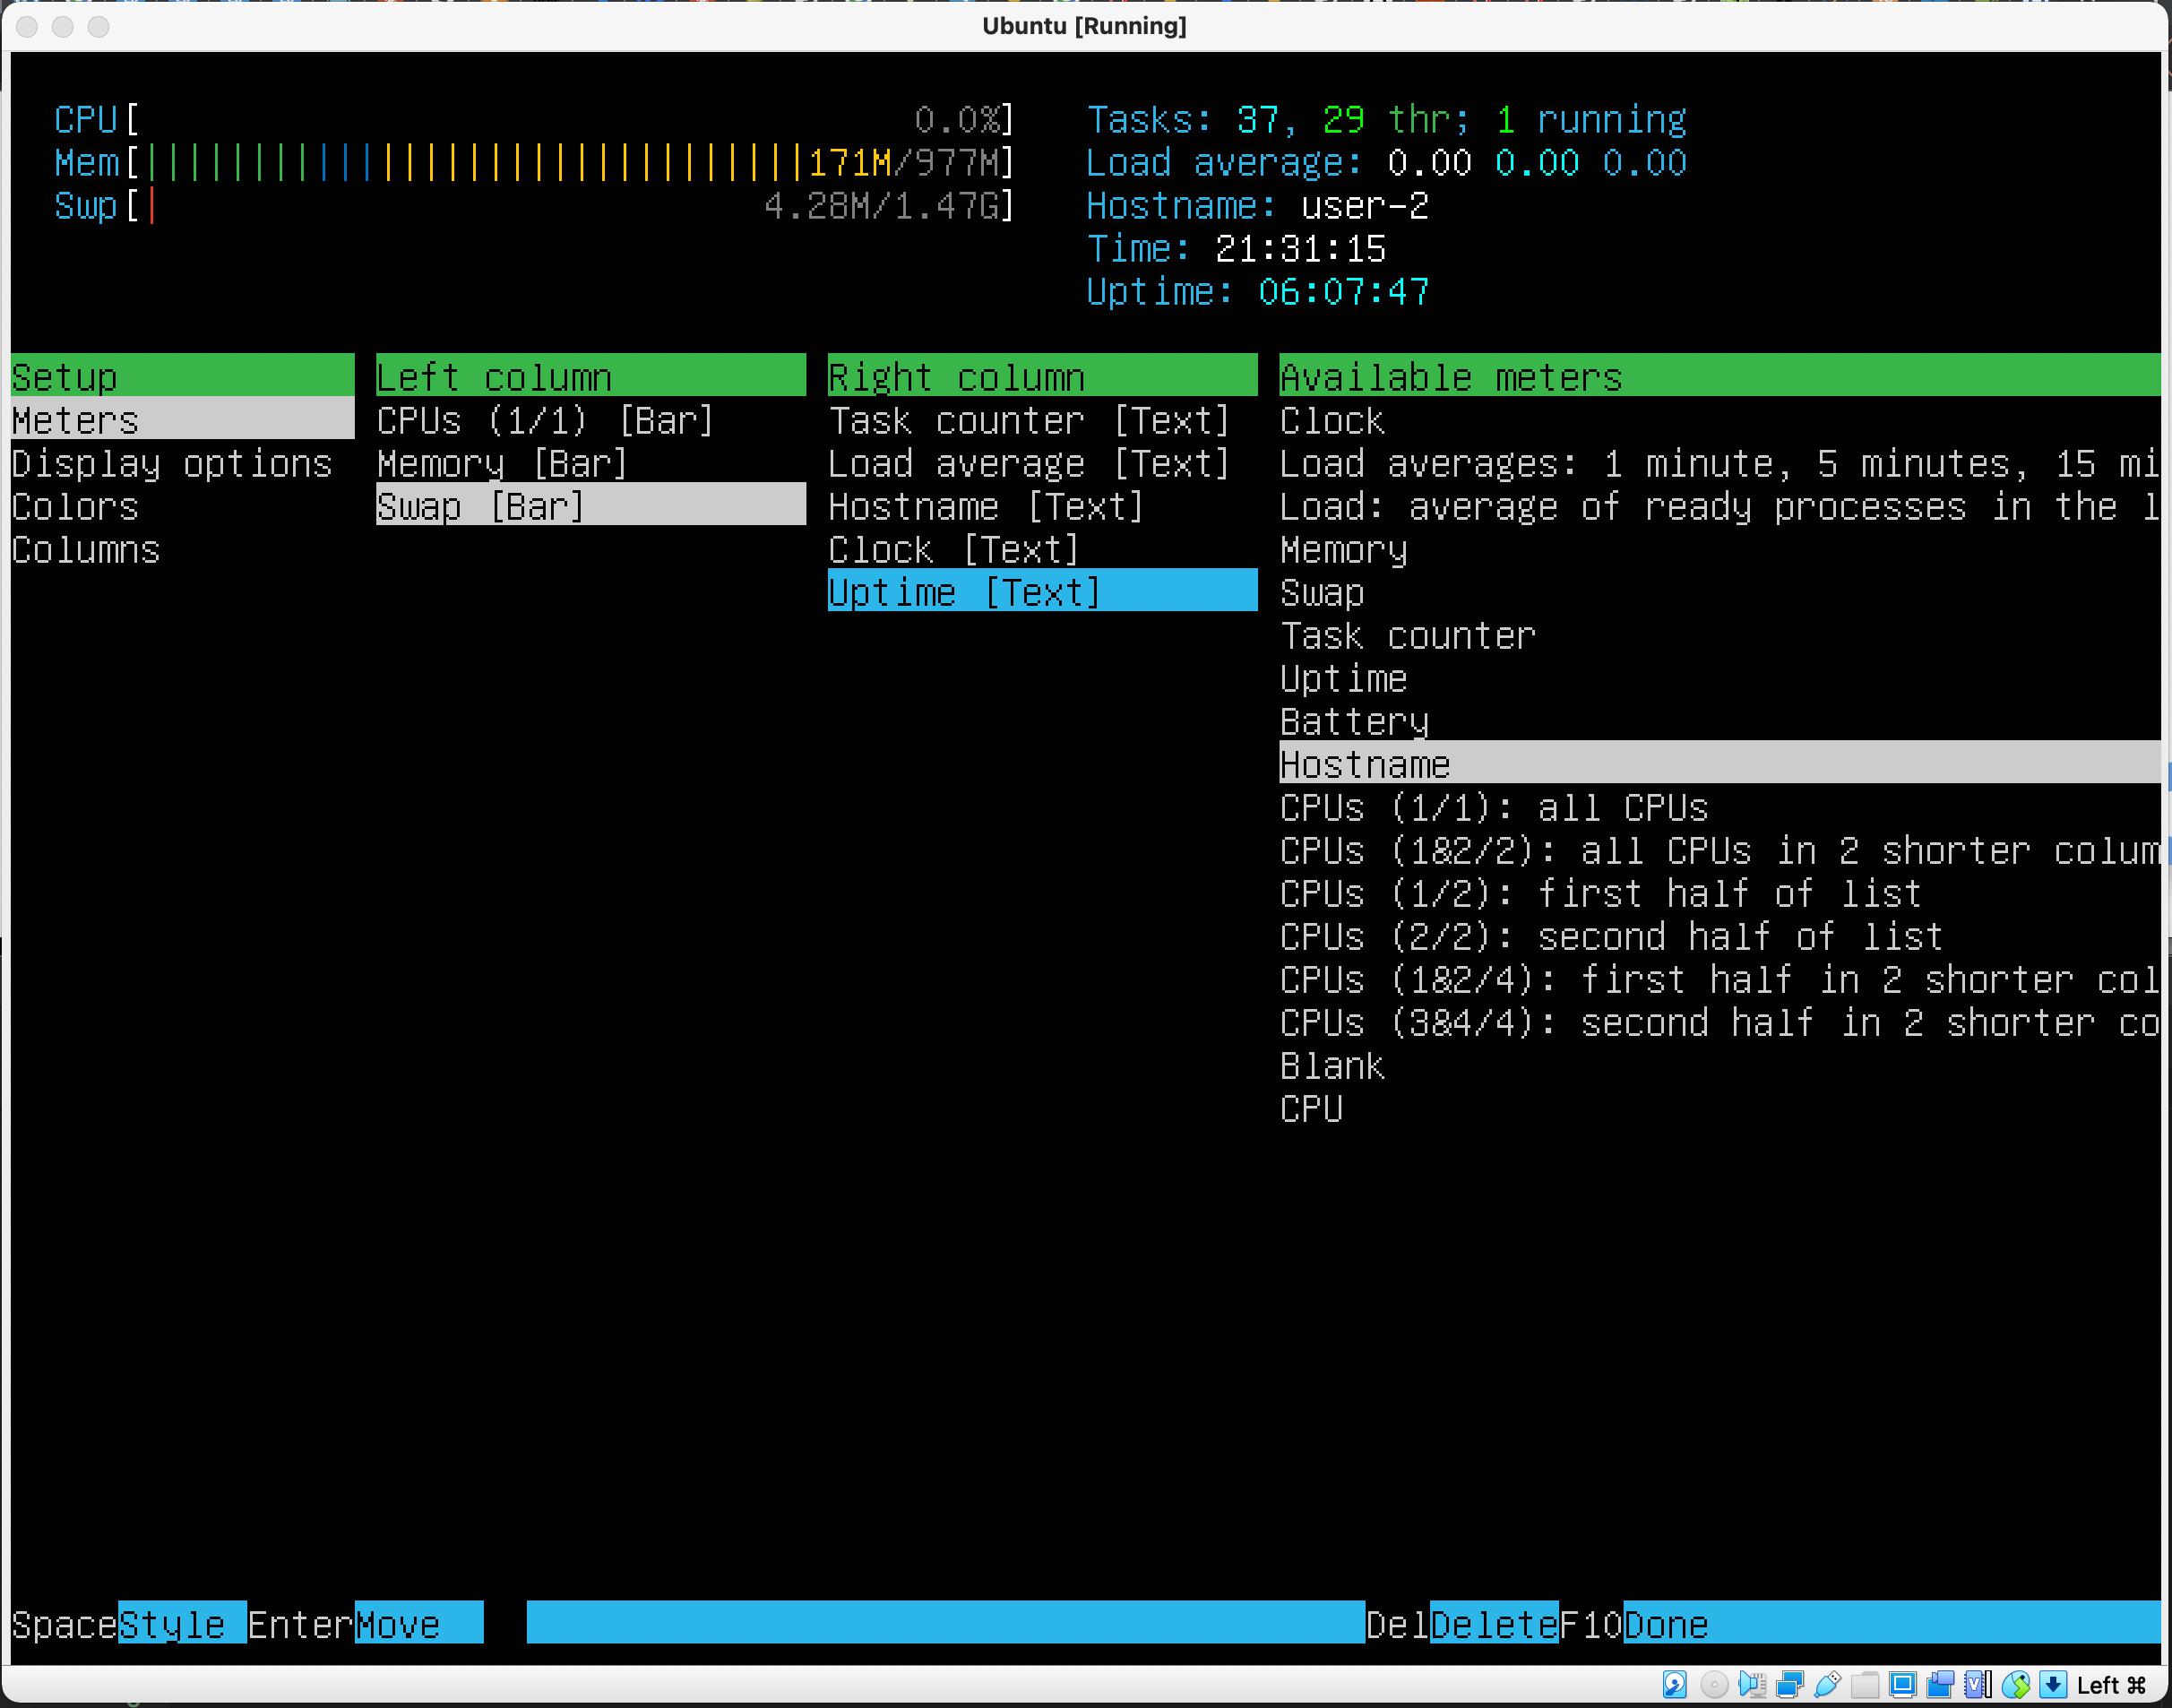 Ubuntu [Running]
CPU[ 0.0%]
Mem[|||||||||||||||||||||||||||||||171M/977M]
Swp[| 4.28M/1.47G]
Tasks: 37, 29 thr; 1 running
Load average: 0.00 0.00 0.00
Hostname: user-2
Time: 21:31:15
Uptime: 06:07:47
Setup
Meters
Display options
Colors
Columns
Left column
CPUs (1/1) [Bar]
Memory [Bar]
Swap [Bar]
Right column
Task counter [Text]
Load average [Text]
Hostname [Text]
Clock [Text]
Uptime [Text]
Available meters
Clock
Load averages: 1 minute, 5 minutes, 15 mi
Load: average of ready processes in the l
Memory
Swap
Task counter
Uptime
Battery
Hostname
CPUs (1/1): all CPUs
CPUs (1&2/2): all CPUs in 2 shorter colum
CPUs (1/2): first half of list
CPUs (2/2): second half of list
CPUs (1&2/4): first half in 2 shorter col
CPUs (3&4/4): second half in 2 shorter co
Blank
CPU
SpaceStyle EnterMove DelDeleteF10Done
Left ⌘